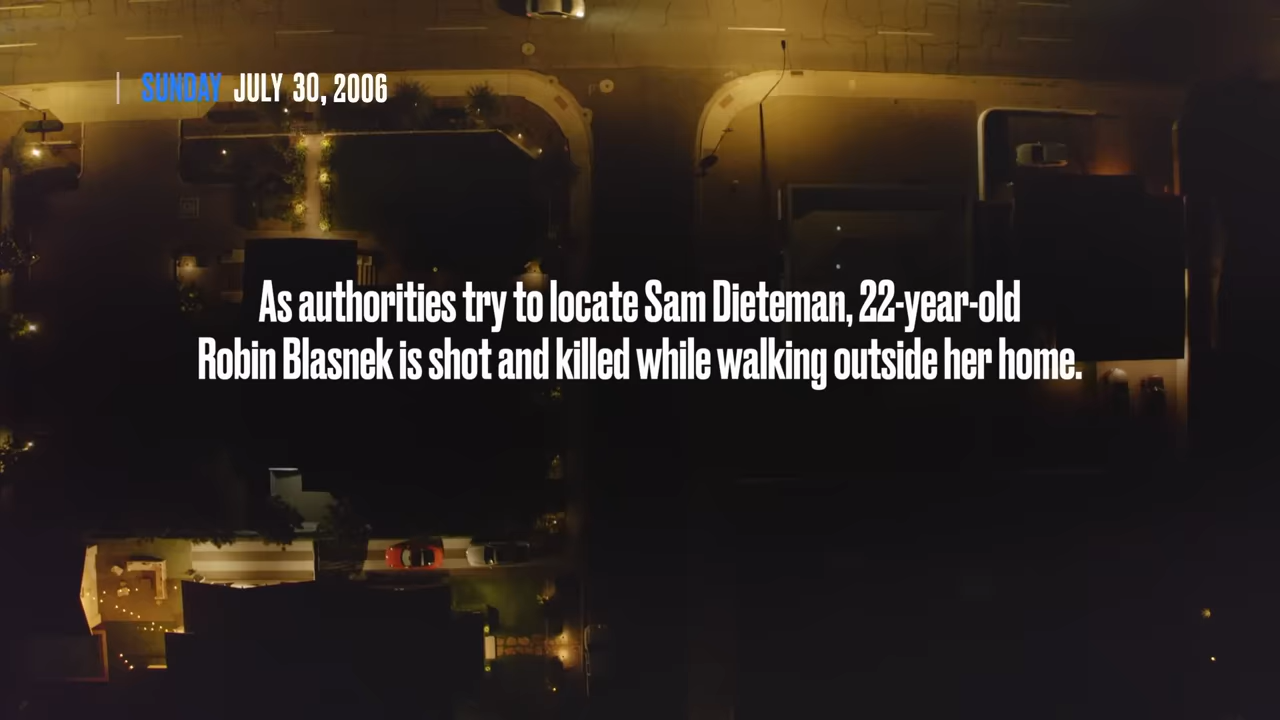 SUNDAY JULY 30, 2006
As authorities try to locate Sam Dieteman, 22-year-old
Robin Blasnek is shot and killed while walking outside her home.